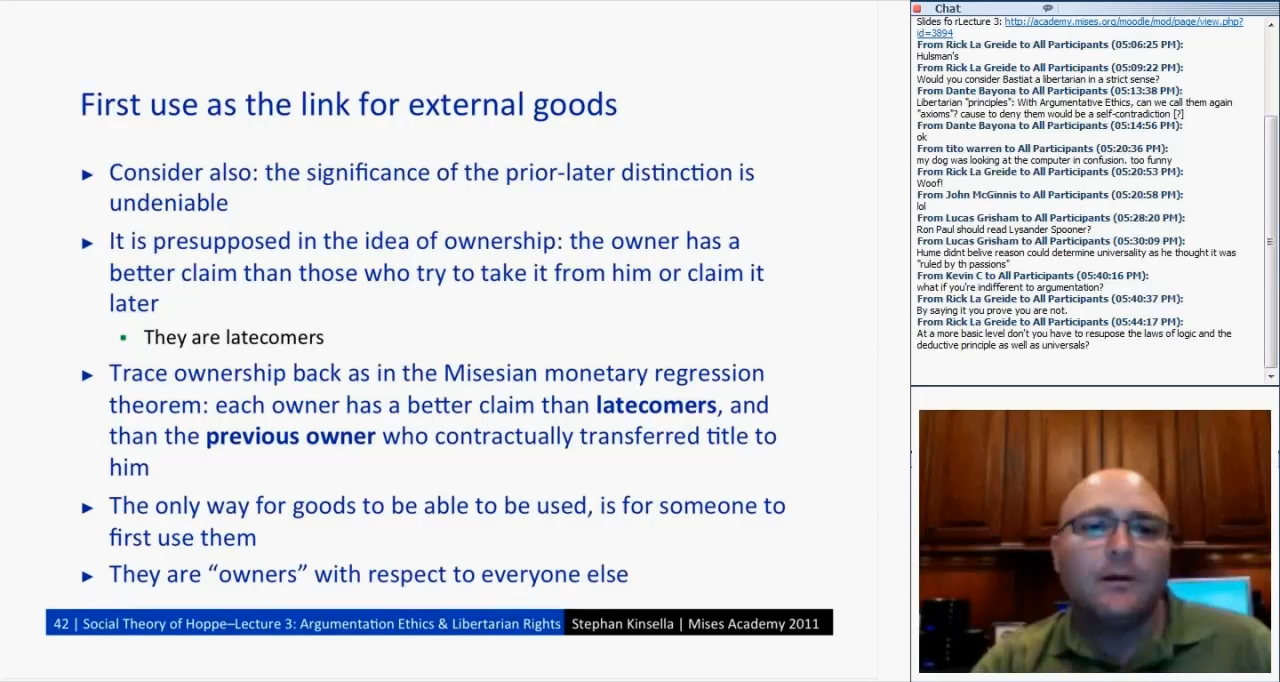 First use as the link for external goods
► Consider also: the significance of the prior-later distinction is
undeniable
► It is presupposed in the idea of ownership: the owner has a
better claim than those who try to take it from him or claim it
later
▪ They are latecomers
► Trace ownership back as in the Misesian monetary regression
theorem: each owner has a better claim than latecomers, and
than the previous owner who contractually transferred title to
him
► The only way for goods to be able to be used, is for someone to
first use them
► They are “owners” with respect to everyone else
42 | Social Theory of Hoppe–Lecture 3: Argumentation Ethics & Libertarian Rights
Stephan Kinsella | Mises Academy 2011
Chat
Slides fo rLecture 3: http://academy.mises.org/moodle/mod/page/view.php?
id=3894
From Rick La Greide to All Participants (05:06:25 PM):
Hulsman's
From Rick La Greide to All Participants (05:09:22 PM):
Would you consider Bastiat a libertarian in a strict sense?
From Dante Bayona to All Participants (05:13:38 PM):
Libertarian "principles": With Argumentative Ethics, can we call them again
"axioms"? cause to deny them would be a self-contradiction [?]
From Dante Bayona to All Participants (05:14:56 PM):
ok
From tito warren to All Participants (05:20:36 PM):
my dog was looking at the computer in confusion. too funny
From Rick La Greide to All Participants (05:20:53 PM):
Woof!
From John McGinnis to All Participants (05:20:58 PM):
lol
From Lucas Grisham to All Participants (05:28:20 PM):
Ron Paul should read Lysander Spooner?
From Lucas Grisham to All Participants (05:30:09 PM):
Hume didnt belive reason could determine universality as he thought it was
"ruled by th passions"
From Kevin C to All Participants (05:40:16 PM):
what if you're indifferent to argumentation?
From Rick La Greide to All Participants (05:40:37 PM):
By saying it you prove you are not.
From Rick La Greide to All Participants (05:44:17 PM):
At a more basic level don't you have to resupose the laws of logic and the
deductive principle as well as universals?